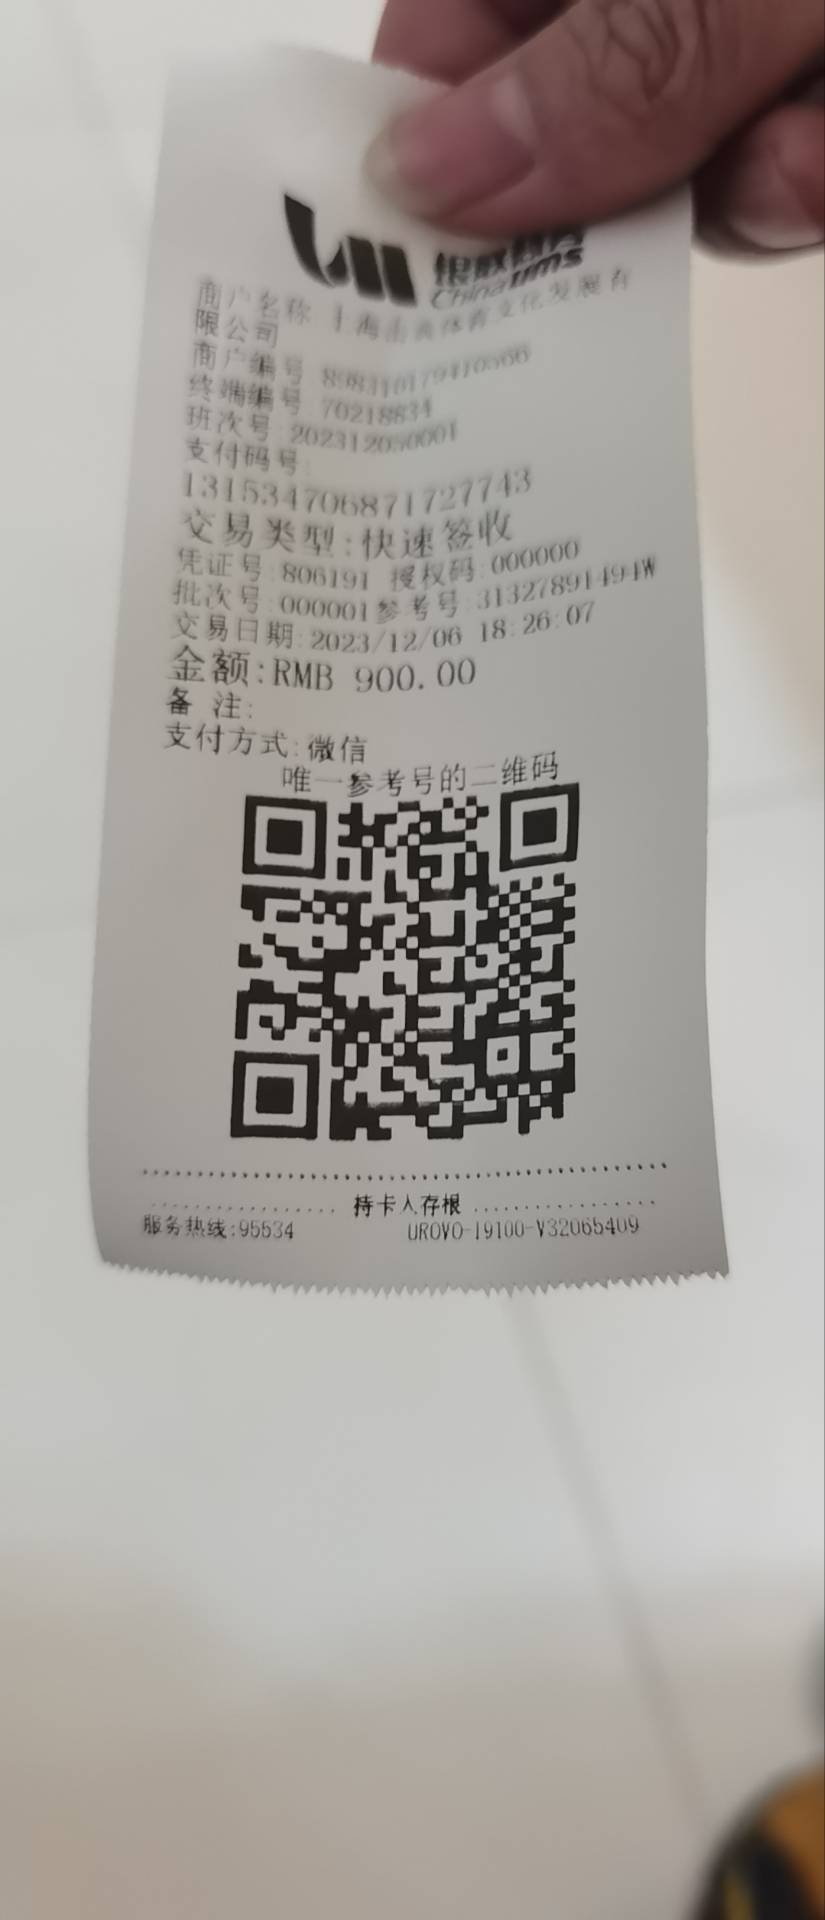 银联商务
Chinaums
商户名称 上海 体育文化发展有
限公司
商户编号 898310179410566
终端编号 70218834
班次号:202312050001
支付码号:
131534706871727743
交易类型:快速签收
凭证号:806191 授权码:000000
批次号:000001参考号:31327891494W
交易日期:2023/12/06 18:26:07
金额:RMB 900.00
备 注:
支付方式:微信
唯一参考号的二维码
持卡人存根
服务热线:95534 UROVO-I9100-V32065409